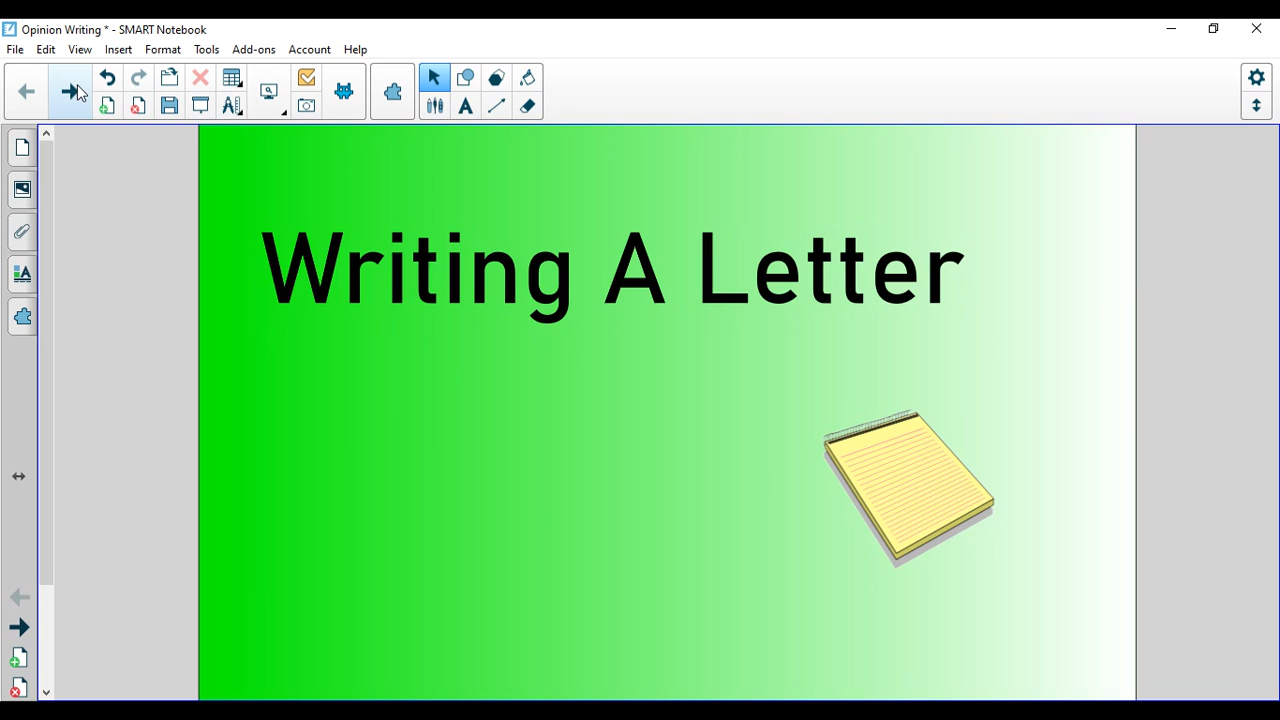 Opinion Writing * - SMART Notebook
File Edit View Insert Format Tools Add-ons Account Help
Writing A Letter